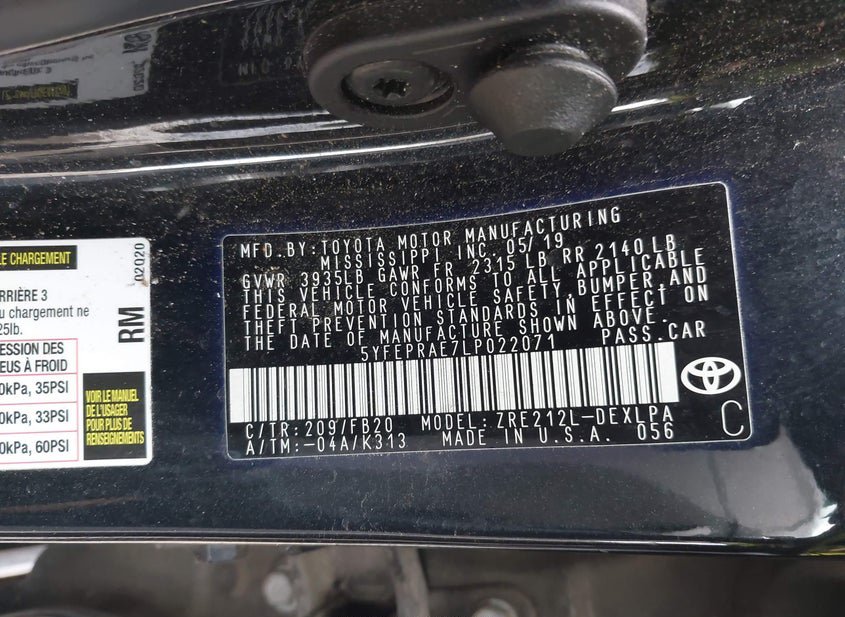 LE CHARGEMENT
02020
RRIÈRE 3
u chargement ne
25lb.
RM
ESSION DES
EUS À FROID
0kPa, 35PSI
0kPa, 33PSI
0kPa, 60PSI
VOIR LE MANUEL
DE L'USAGER
POUR PLUS DE
RENSEIGNEMENTS
MFD.BY:TOYOTA MOTOR MANUFACTURING
MISSISSIPPI INC. 05/19
GVWR 3935LB GAWR FR. 2315 LB, RR 2140 LB
THIS VEHICLE CONFORMS TO ALL APPLICABLE
FEDERAL MOTOR VEHICLE SAFETY, BUMPER, AND
THEFT PREVENTION STANDARDS IN EFFECT ON
THE DATE OF MANUFACTURE SHOWN ABOVE.
5YFEPRAE7LP022071 PASS.CAR
C/TR:209/FB20 MODEL:ZRE212L-DEXLPA
A/TM:-04A/K313 MADE IN U.S.A. 056
C